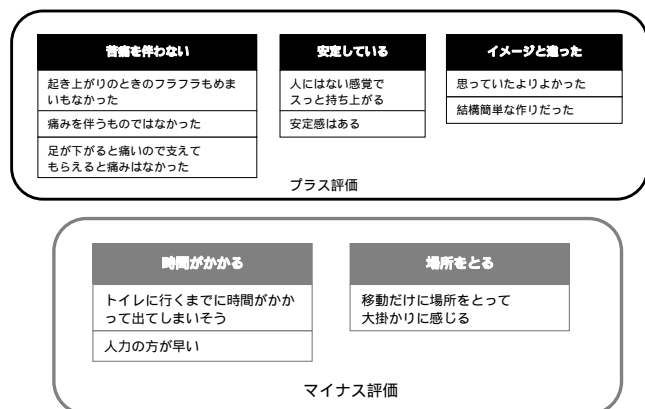 苦痛を伴わない
起き上がりのときのフラフラもめま
いもなかった
痛みを伴うものではなかった
足が下がると痛いので支えて
もらえると痛みはなかった
安定している
人にはない感覚で
スっと持ち上がる
安定感はある
イメージと違った
思っていたよりよかった
結構簡単な作りだった
プラス評価
時間がかかる
トイレに行くまでに時間がかか
って出てしまいそう
人力の方が早い
場所をとる
移動だけに場所をとって
大掛かりに感じる
マイナス評価